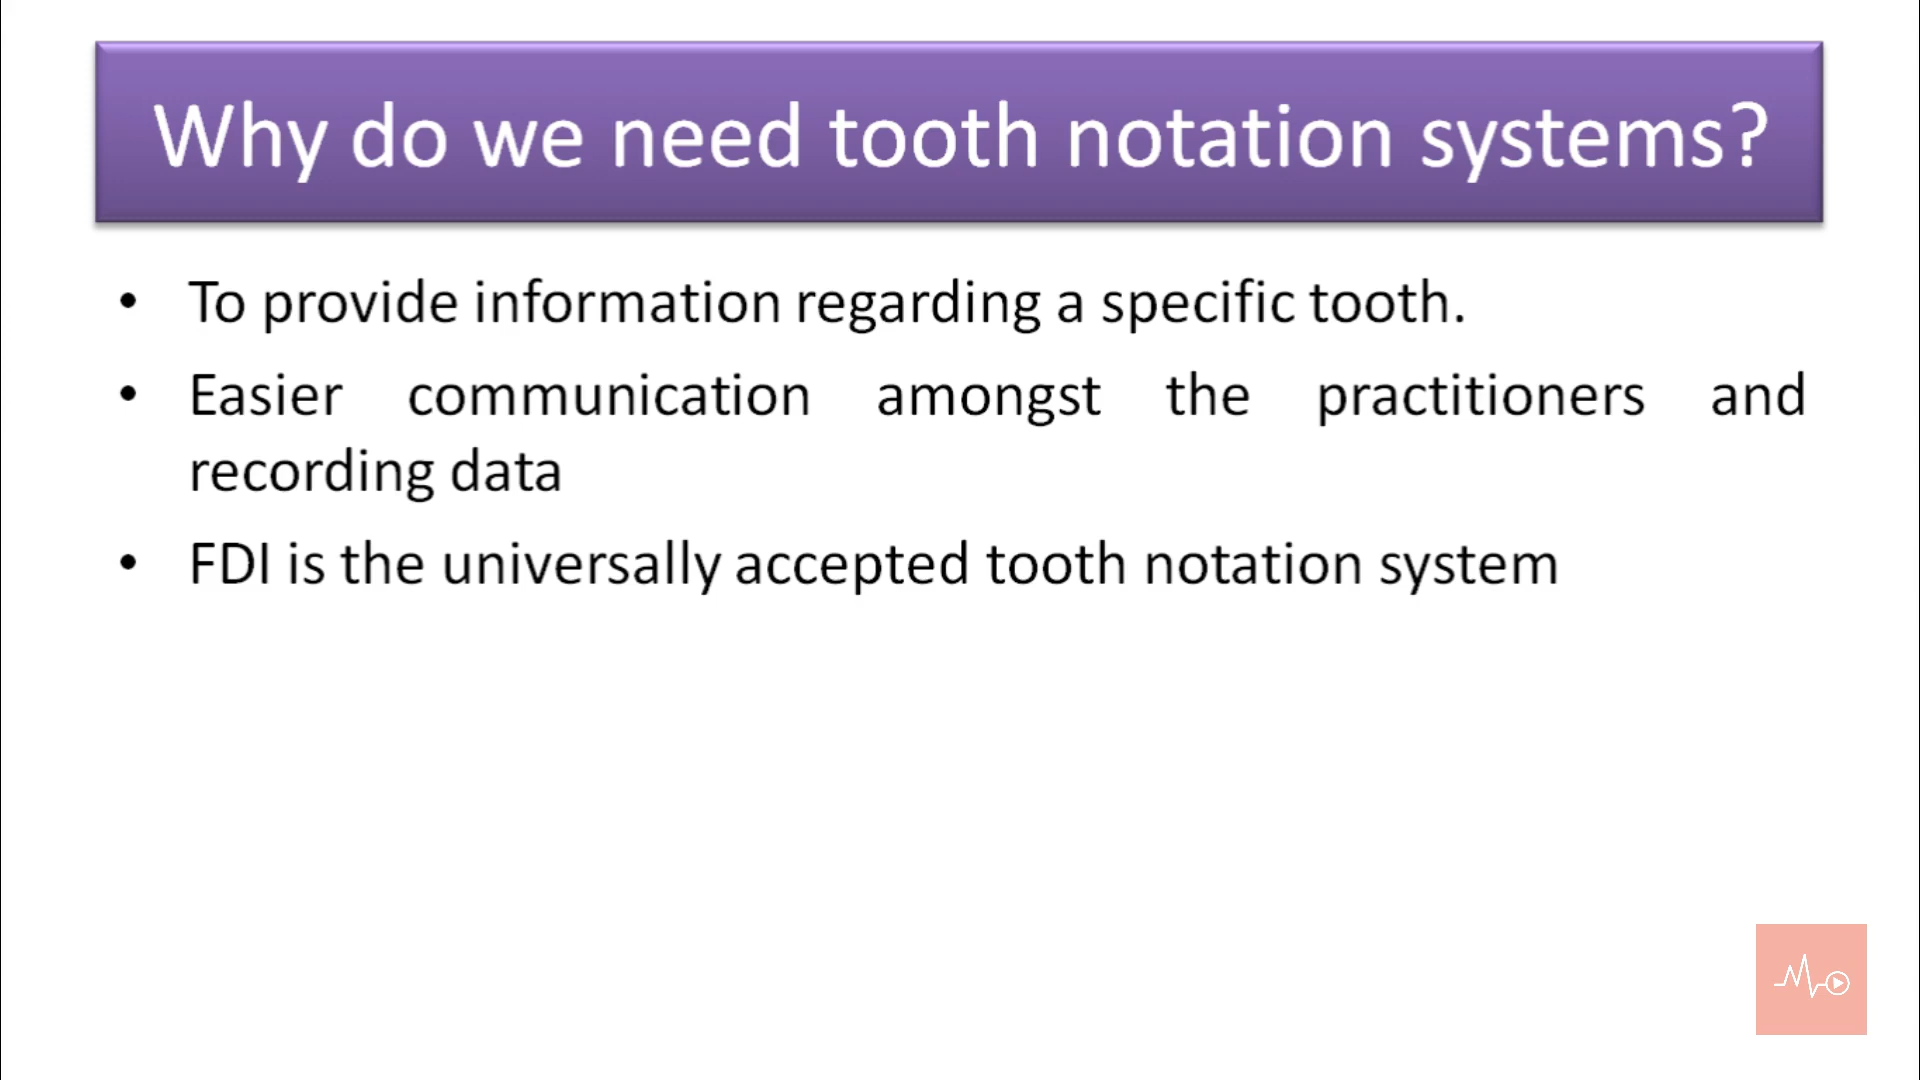 Why do we need tooth notation systems?
• To provide information regarding a specific tooth.
• Easier communication amongst the practitioners and
recording data
• FDI is the universally accepted tooth notation system